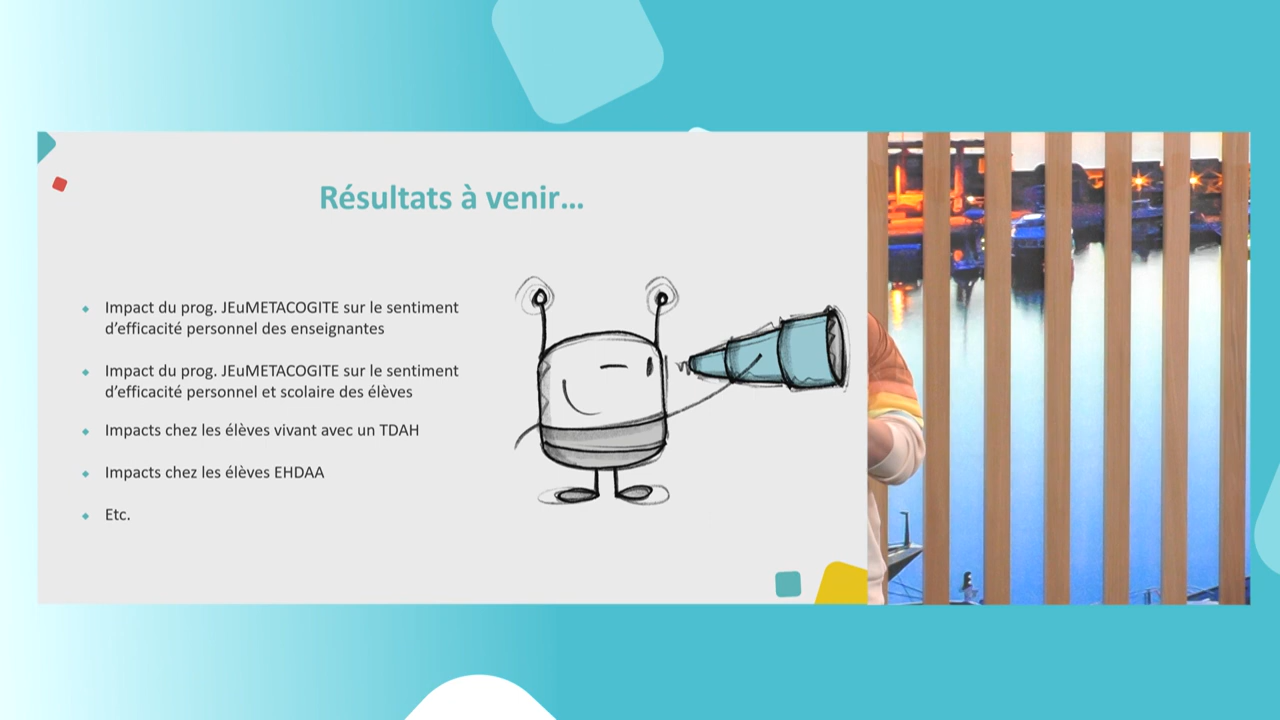 Résultats à venir...
Impact du prog. JEuMETACOGITE sur le sentiment
d’efficacité personnel des enseignantes
Impact du prog. JEuMETACOGITE sur le sentiment
d’efficacité personnel et scolaire des élèves
Impacts chez les élèves vivant avec un TDAH
Impacts chez les élèves EHDAA
Etc.